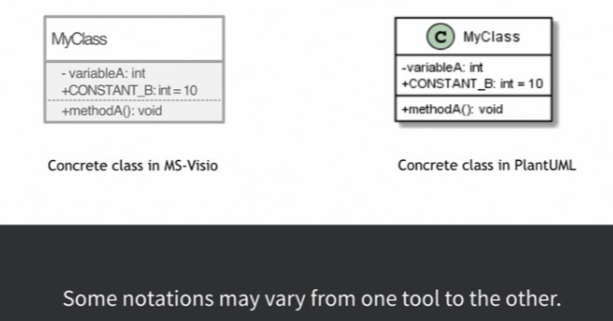 MyClass
- variableA: int
+CONSTANT_B: int = 10
+methodA(): void
Concrete class in MS-Visio
C MyClass
-variableA: int
+CONSTANT_B: int = 10
+methodA(): void
Concrete class in PlantUML
Some notations may vary from one tool to the other.